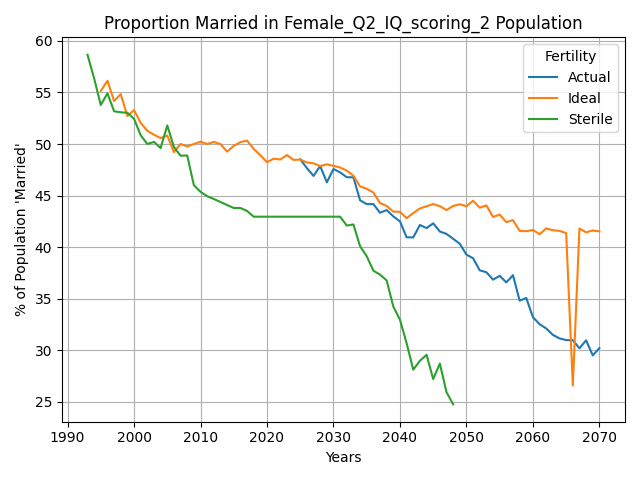 Proportion Married in Female_Q2_IQ_scoring_2 Population
% of Population 'Married'
60
55
50
45
40
35
30
25
Fertility
Actual
Ideal
Sterile
1990 2000 2010 2020 2030 2040 2050 2060 2070
Years